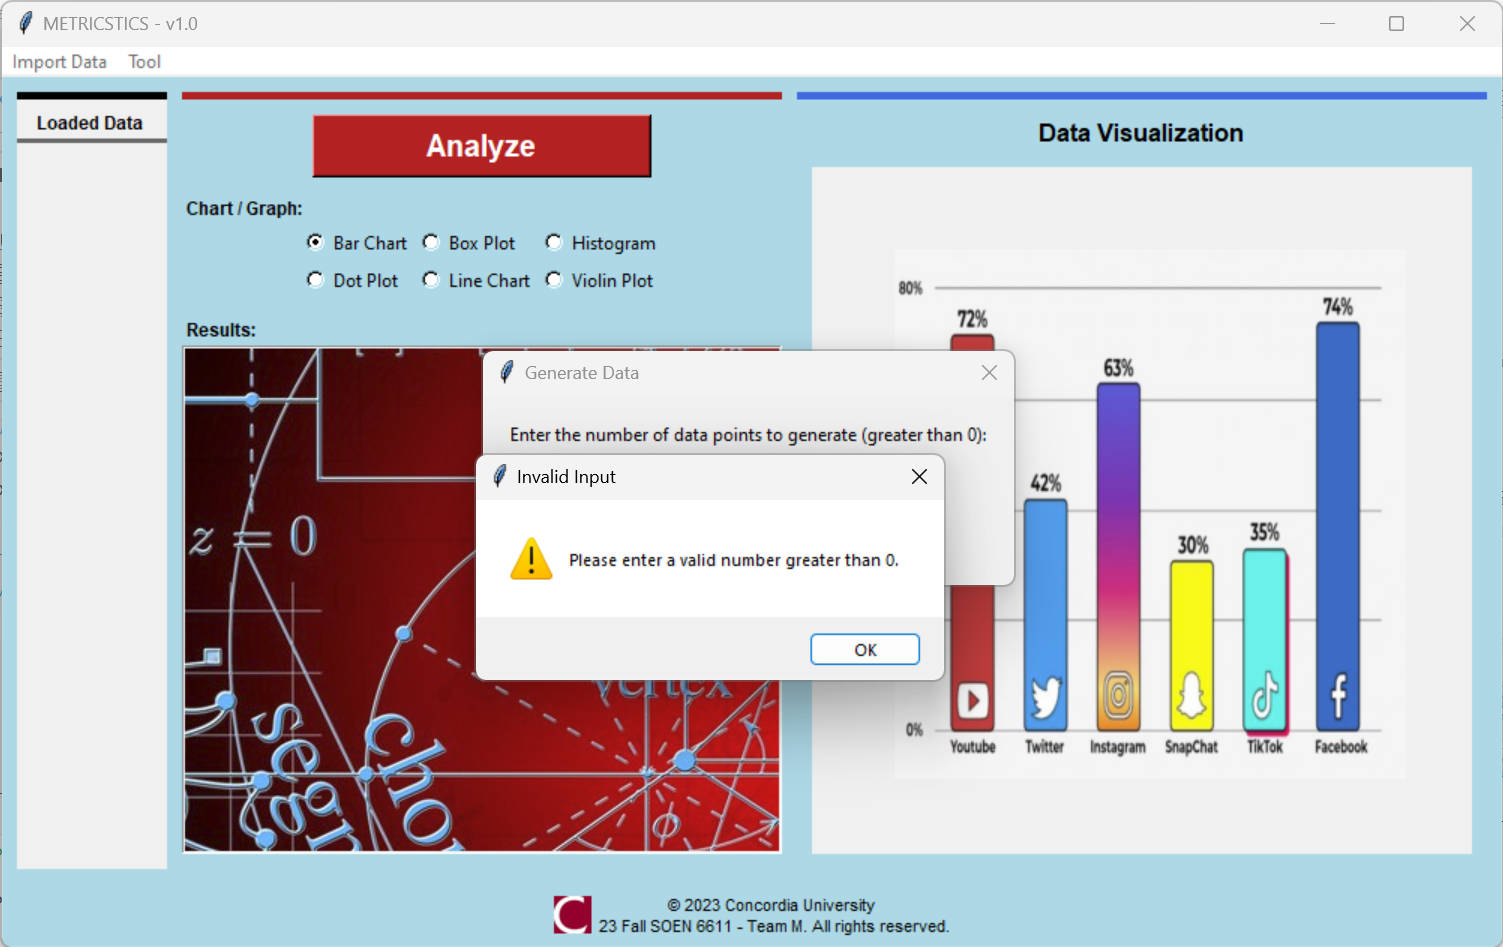 METRICSTICS - v1.0
Import Data Tool
Loaded Data
Analyze
Chart / Graph:
Bar Chart Box Plot Histogram
Dot Plot Line Chart Violin Plot
Results:
z = 0
vertex
Generate Data
Enter the number of data points to generate (greater than 0):
Invalid Input
Please enter a valid number greater than 0.
OK
Data Visualization
80%
72%
42%
63%
30%
35%
74%
0%
Youtube Twitter Instagram SnapChat TikTok Facebook
© 2023 Concordia University
23 Fall SOEN 6611 - Team M. All rights reserved.